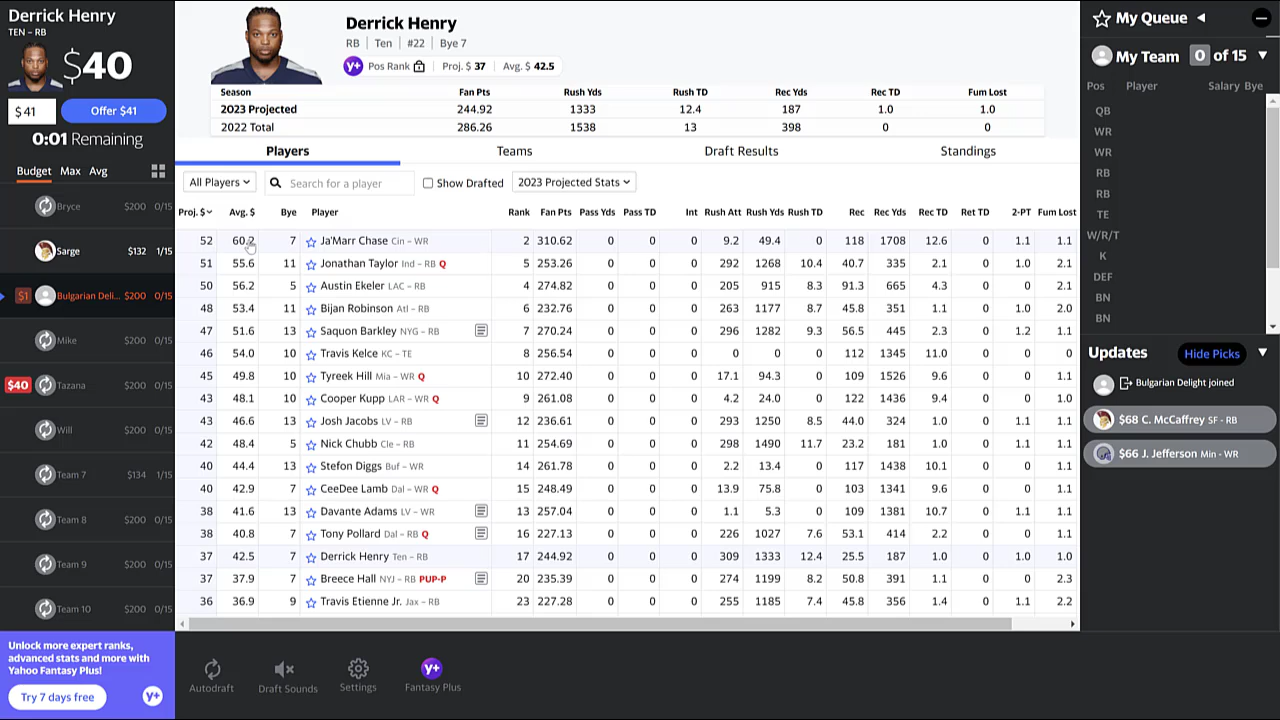 Derrick Henry
TEN – RB
$40
$ 41
Offer $41
0:01 Remaining
Budget Max Avg
Bryce $200 0/15
Sarge $132 1/15
$1 Bulgarian Deli... $200 0/15
Mike $200 0/15
$40 Tazana $200 0/15
Will $200 0/15
Team 7 $134 1/15
Team 8 $200 0/15
Team 9 $200 0/15
Team 10 $200 0/15
Unlock more expert ranks,
advanced stats and more with
Yahoo Fantasy Plus!
Try 7 days free
y+
Derrick Henry
RB | Ten | #22 | Bye 7
y+ Pos Rank | Proj. $ 37 | Avg. $ 42.5
Season Fan Pts Rush Yds Rush TD Rec Yds Rec TD Fum Lost
2023 Projected 244.92 1333 12.4 187 1.0 1.0
2022 Total 286.26 1538 13 398 0 0
Players Teams Draft Results Standings
All Players Search for a player Show Drafted 2023 Projected Stats
Proj. $ Avg. $ Bye Player Rank Fan Pts Pass Yds Pass TD Int Rush Att Rush Yds Rush TD Rec Rec Yds Rec TD Ret TD 2-PT Fum Lost
52 60.2 7 Ja'Marr Chase Cin – WR 2 310.62 0 0 0 9.2 49.4 0 118 1708 12.6 0 1.1 1.1
51 55.6 11 Jonathan Taylor Ind – RB Q 5 253.26 0 0 0 292 1268 10.4 40.7 335 2.1 0 1.0 2.1
50 56.2 5 Austin Ekeler LAC – RB 4 274.82 0 0 0 205 915 8.3 91.3 665 4.3 0 0 2.1
48 53.4 11 Bijan Robinson Atl – RB 6 232.76 0 0 0 263 1177 8.7 45.8 351 1.1 0 1.0 2.0
47 51.6 13 Saquon Barkley NYG – RB 7 270.24 0 0 0 296 1282 9.3 56.5 445 2.3 0 1.2 1.1
46 54.0 10 Travis Kelce KC – TE 8 256.54 0 0 0 0 0 0 112 1345 11.0 0 0 0
45 49.8 10 Tyreek Hill Mia – WR Q 10 272.40 0 0 0 17.1 94.3 0 109 1526 9.6 0 1.1 1.1
43 48.1 10 Cooper Kupp LAR – WR Q 9 261.08 0 0 0 4.2 24.0 0 122 1436 9.4 0 0 1.0
43 46.6 13 Josh Jacobs LV – RB 12 236.61 0 0 0 293 1250 8.5 44.0 324 1.0 0 1.1 1.1
42 48.4 5 Nick Chubb Cle – RB 11 254.69 0 0 0 298 1490 11.7 23.2 181 1.0 0 1.1 1.1
40 44.4 13 Stefon Diggs Buf – WR 14 261.78 0 0 0 2.2 13.4 0 117 1438 10.1 0 0 1.1
40 42.9 7 CeeDee Lamb Dal – WR Q 15 248.49 0 0 0 13.9 75.8 0 103 1341 9.6 0 0 1.1
38 41.6 13 Davante Adams LV – WR 13 257.04 0 0 0 1.1 5.3 0 109 1381 10.7 0 1.1 1.1
38 40.8 7 Tony Pollard Dal – RB Q 16 227.13 0 0 0 226 1027 7.6 53.1 414 2.2 0 0 1.1
37 42.5 7 Derrick Henry Ten – RB 17 244.92 0 0 0 309 1333 12.4 25.5 187 1.0 0 1.0 1.0
37 37.9 7 Breece Hall NYJ – RB PUP-P 20 235.39 0 0 0 274 1199 8.2 50.8 391 1.1 0 0 2.3
36 36.9 9 Travis Etienne Jr. Jax – RB 23 227.28 0 0 0 255 1185 7.4 45.8 356 1.4 0 1.1 2.2
Autodraft
Draft Sounds
Settings
y+
Fantasy Plus
My Queue
My Team 0 of 15
Pos Player Salary Bye
QB
WR
WR
RB
RB
TE
W/R/T
K
DEF
BN
BN
Updates Hide Picks
Bulgarian Delight joined
$68 C. McCaffrey SF - RB
$66 J. Jefferson Min - WR